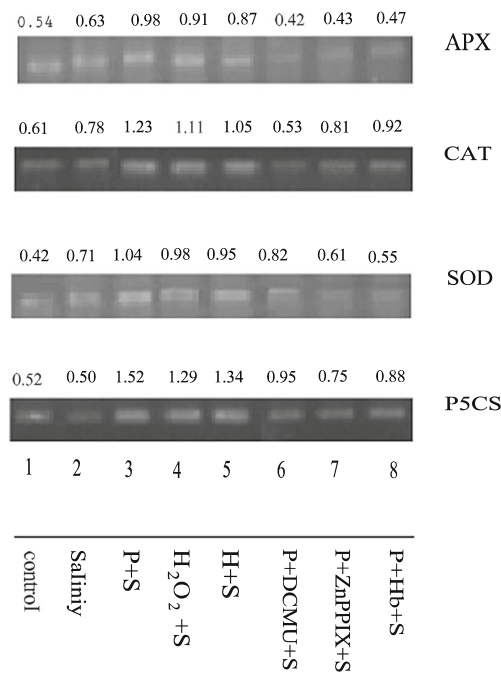 0.54 0.63 0.98 0.91 0.87 0.42 0.43 0.47
APX
0.61 0.78 1.23 1.11 1.05 0.53 0.81 0.92
CAT
0.42 0.71 1.04 0.98 0.95 0.82 0.61 0.55
SOD
0.52 0.50 1.52 1.29 1.34 0.95 0.75 0.88
P5CS
1 2 3 4 5 6 7 8
control
Saliniy
P+S
H₂O₂+S
H+S
P+DCMU+S
P+ZnPPIX+S
P+Hb+S